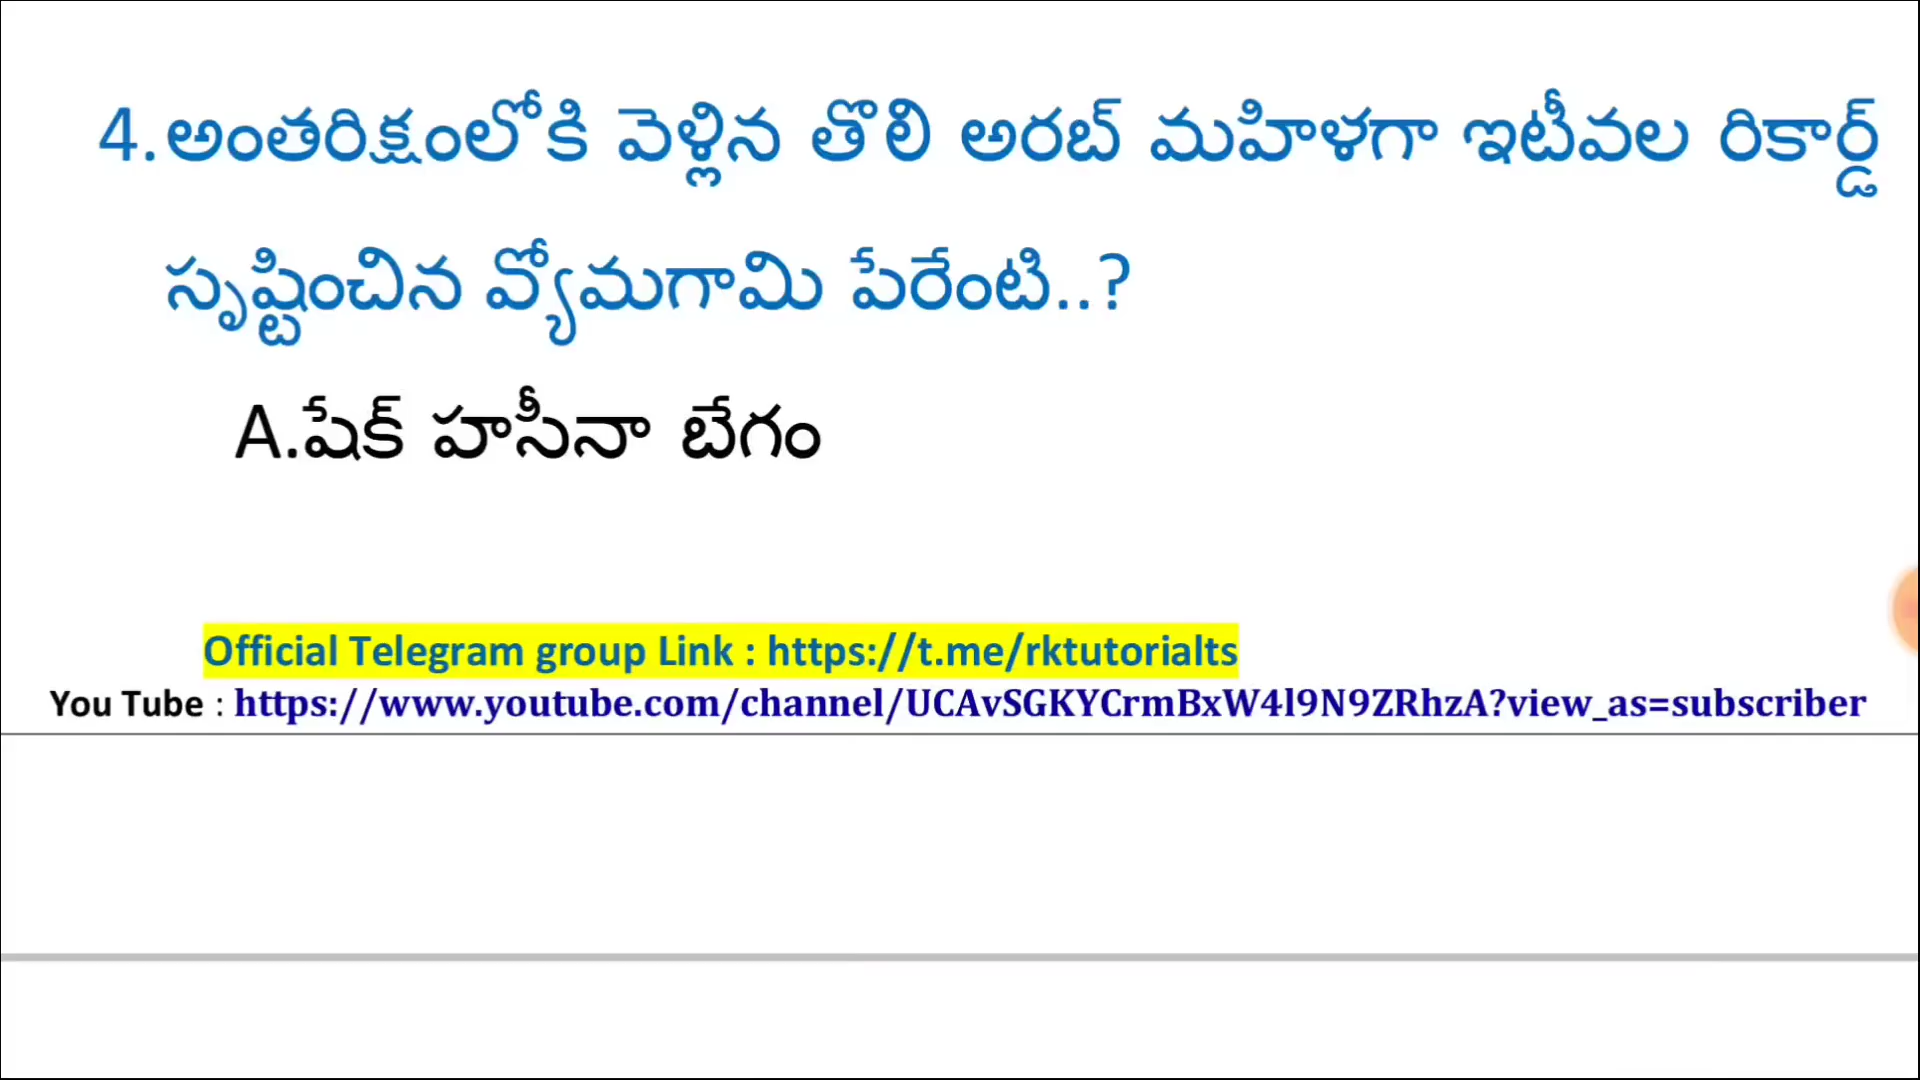 4.అంతరిక్షంలోకి వెళ్లిన తొలి అరబ్ మహిళగా ఇటీవల రికార్డ్
సృష్టించిన వ్యోమగామి పేరేంటి..?
A.షేక్ హసీనా బేగం
Official Telegram group Link : https://t.me/rktutorialts
You Tube : https://www.youtube.com/channel/UCAvSGKYCrmBxW4l9N9ZRhzA?view_as=subscriber